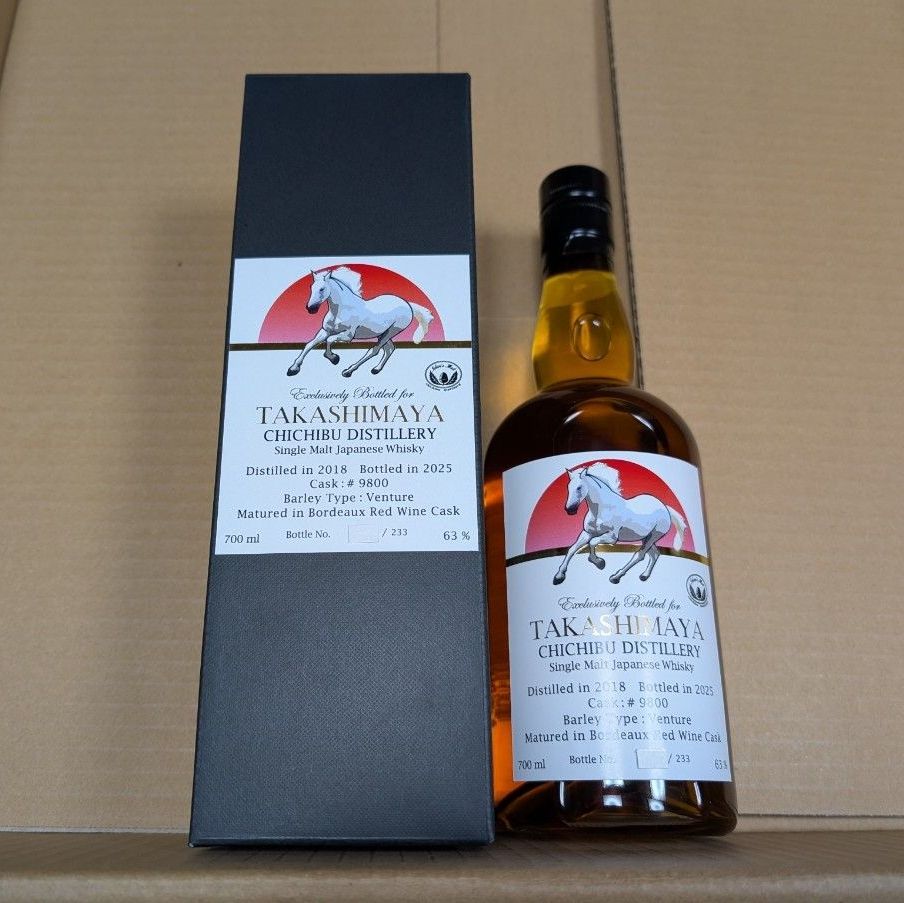 Exclusively Bottled for
TAKASHIMAYA
CHICHIBU DISTILLERY
Single Malt Japanese Whisky
Distilled in 2018 Bottled in 2025
Cask : # 9800
Barley Type : Venture
Matured in Bordeaux Red Wine Cask
700 ml Bottle No. / 233 63 %
Exclusively Bottled for
TAKASHIMAYA
CHICHIBU DISTILLERY
Single Malt Japanese Whisky
Distilled in 2018 Bottled in 2025
Cask : # 9800
Barley Type : Venture
Matured in Bordeaux Red Wine Cask
700 ml Bottle No. / 233 63 %